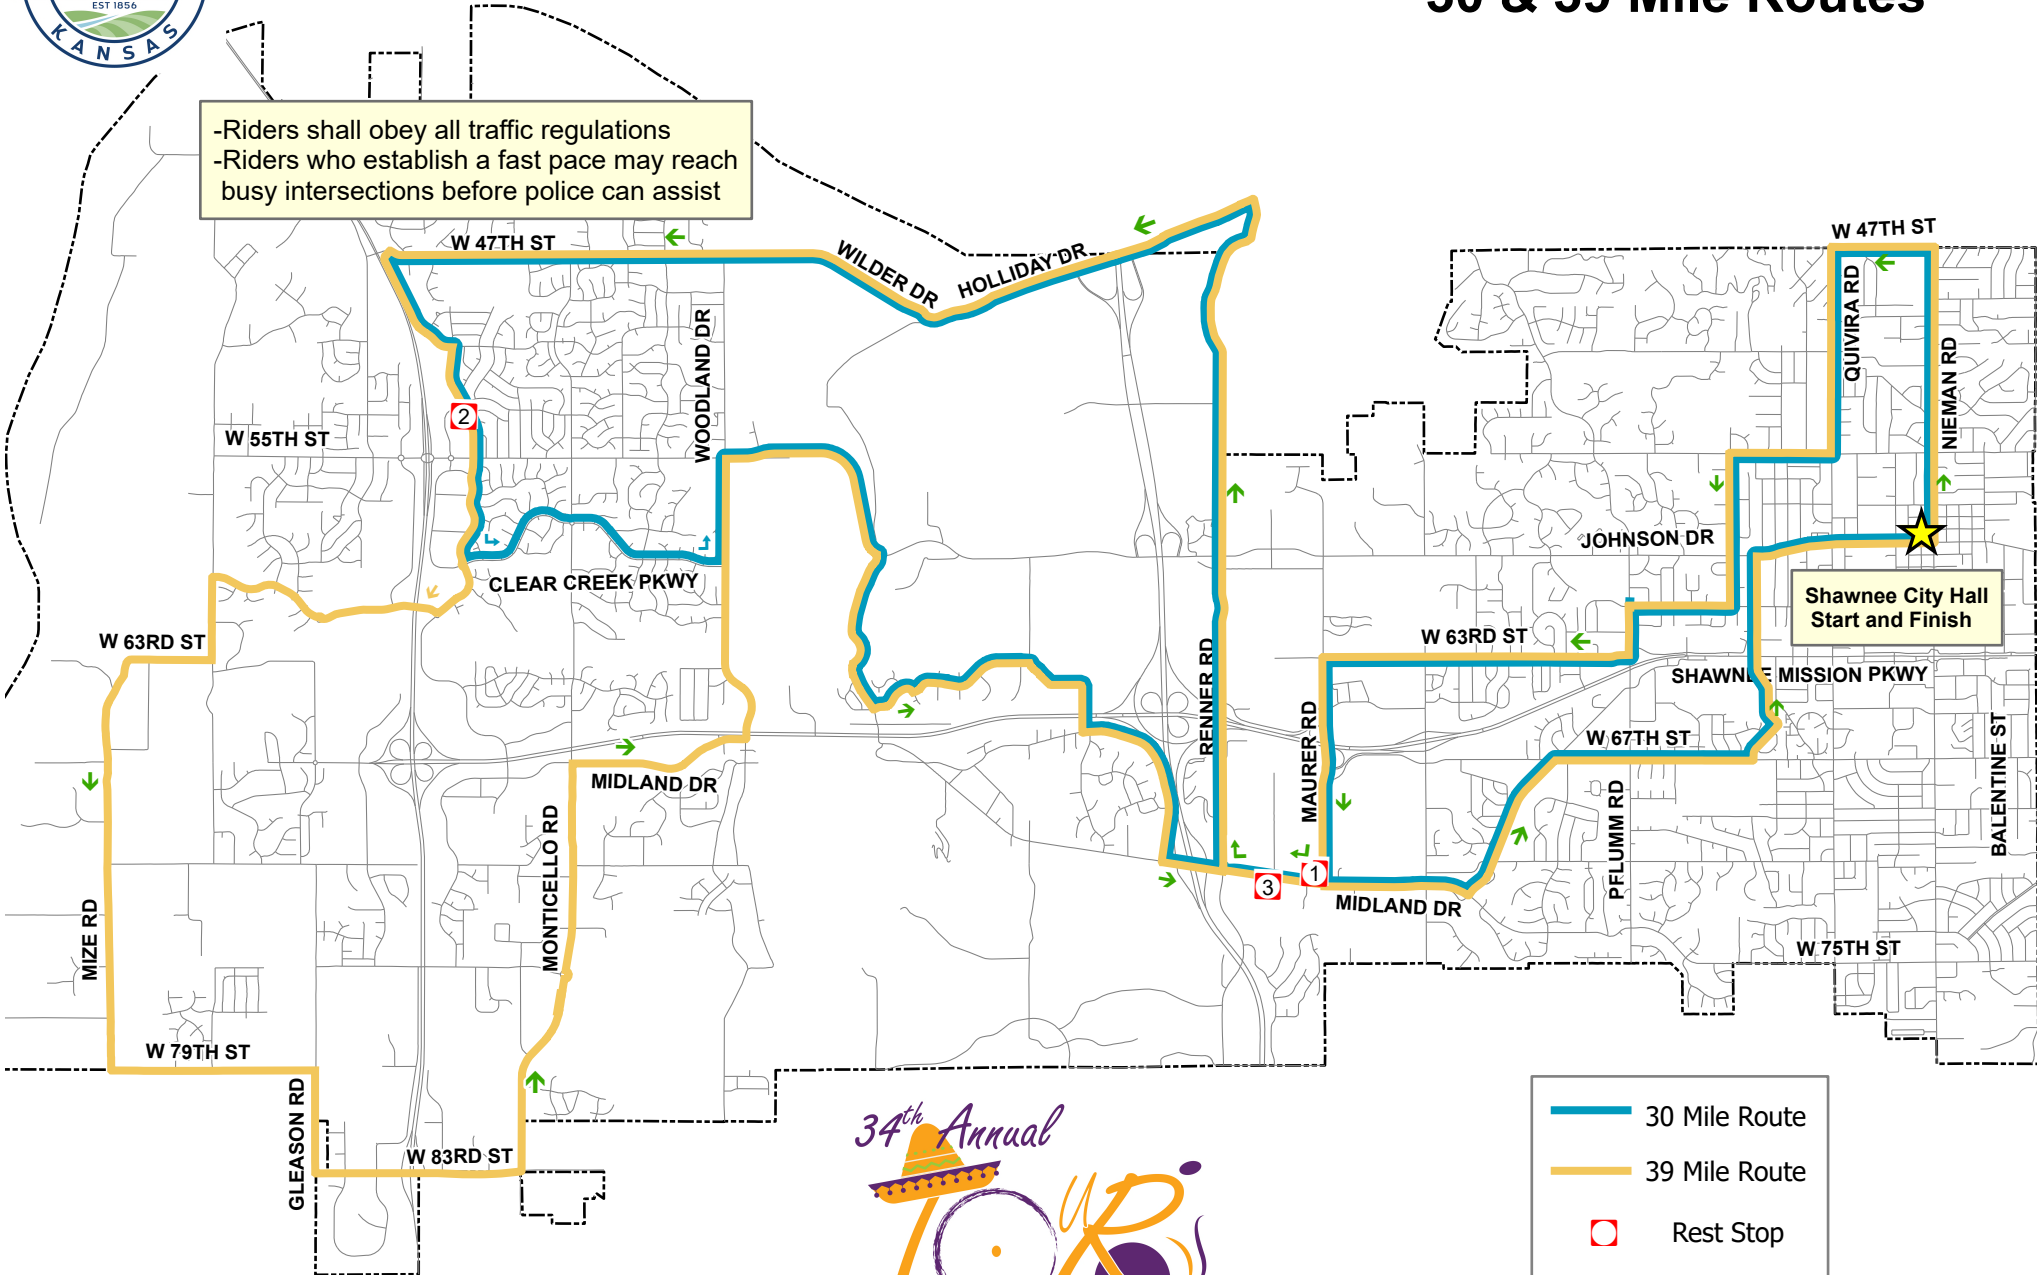 EST 1856
KANSAS
30 & 39 Mile Routes
-Riders shall obey all traffic regulations
-Riders who establish a fast pace may reach
busy intersections before police can assist
W 47TH ST
WILDER DR
HOLLIDAY DR
W 47TH ST
QUIVIRA RD
NIEMAN RD
WOODLAND DR
W 55TH ST
2
JOHNSON DR
CLEAR CREEK PKWY
Shawnee City Hall
Start and Finish
W 63RD ST
W 63RD ST
SHAWNEE MISSION PKWY
RENNER RD
MAURER RD
W 67TH ST
BALENTINE ST
MIDLAND DR
PFLUMM RD
MONTICELLO RD
1
3
MIDLAND DR
MIZE RD
W 75TH ST
W 79TH ST
GLEASON RD
W 83RD ST
34th Annual
TOUR
30 Mile Route
39 Mile Route
Rest Stop